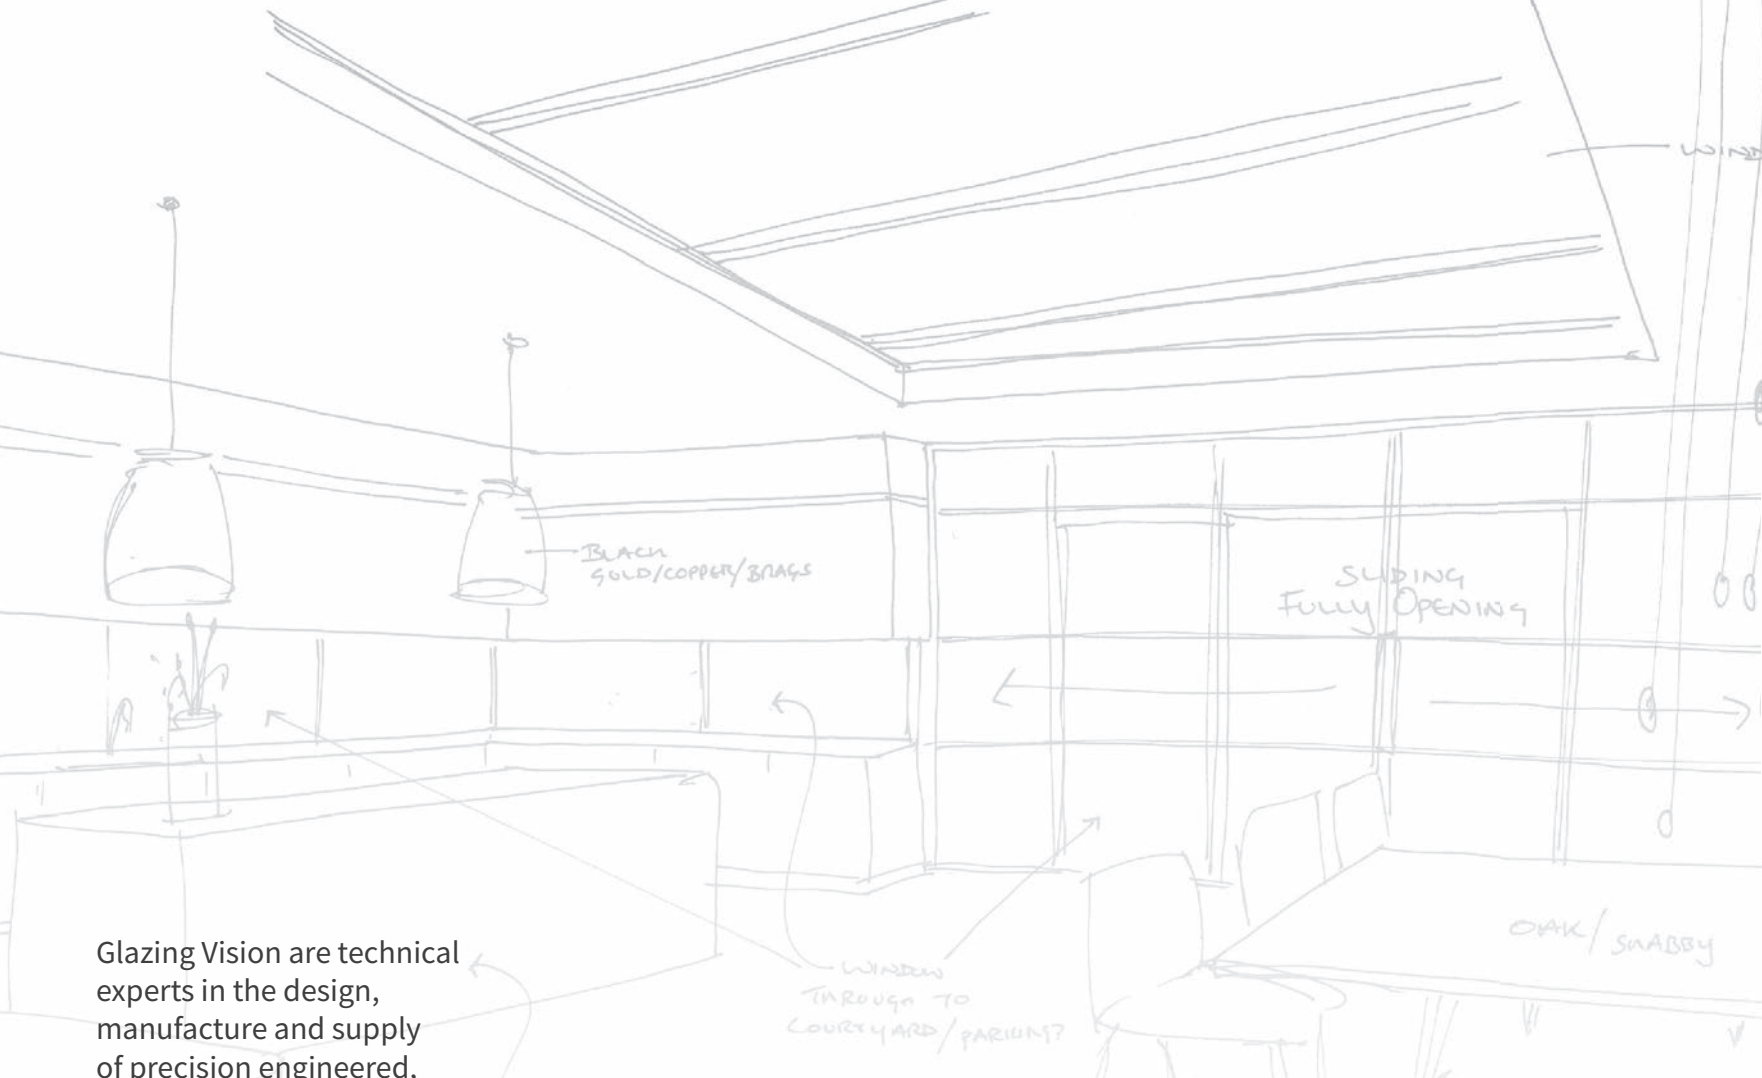 WIND
BLACK
GOLD/COPPER/BRASS
SLIDING
FULLY OPENING
OAK/SHABBY
WINDOW
THROUGH TO
COURTYARD/PARKING?
Glazing Vision are technical
experts in the design,
manufacture and supply
of precision engineered,